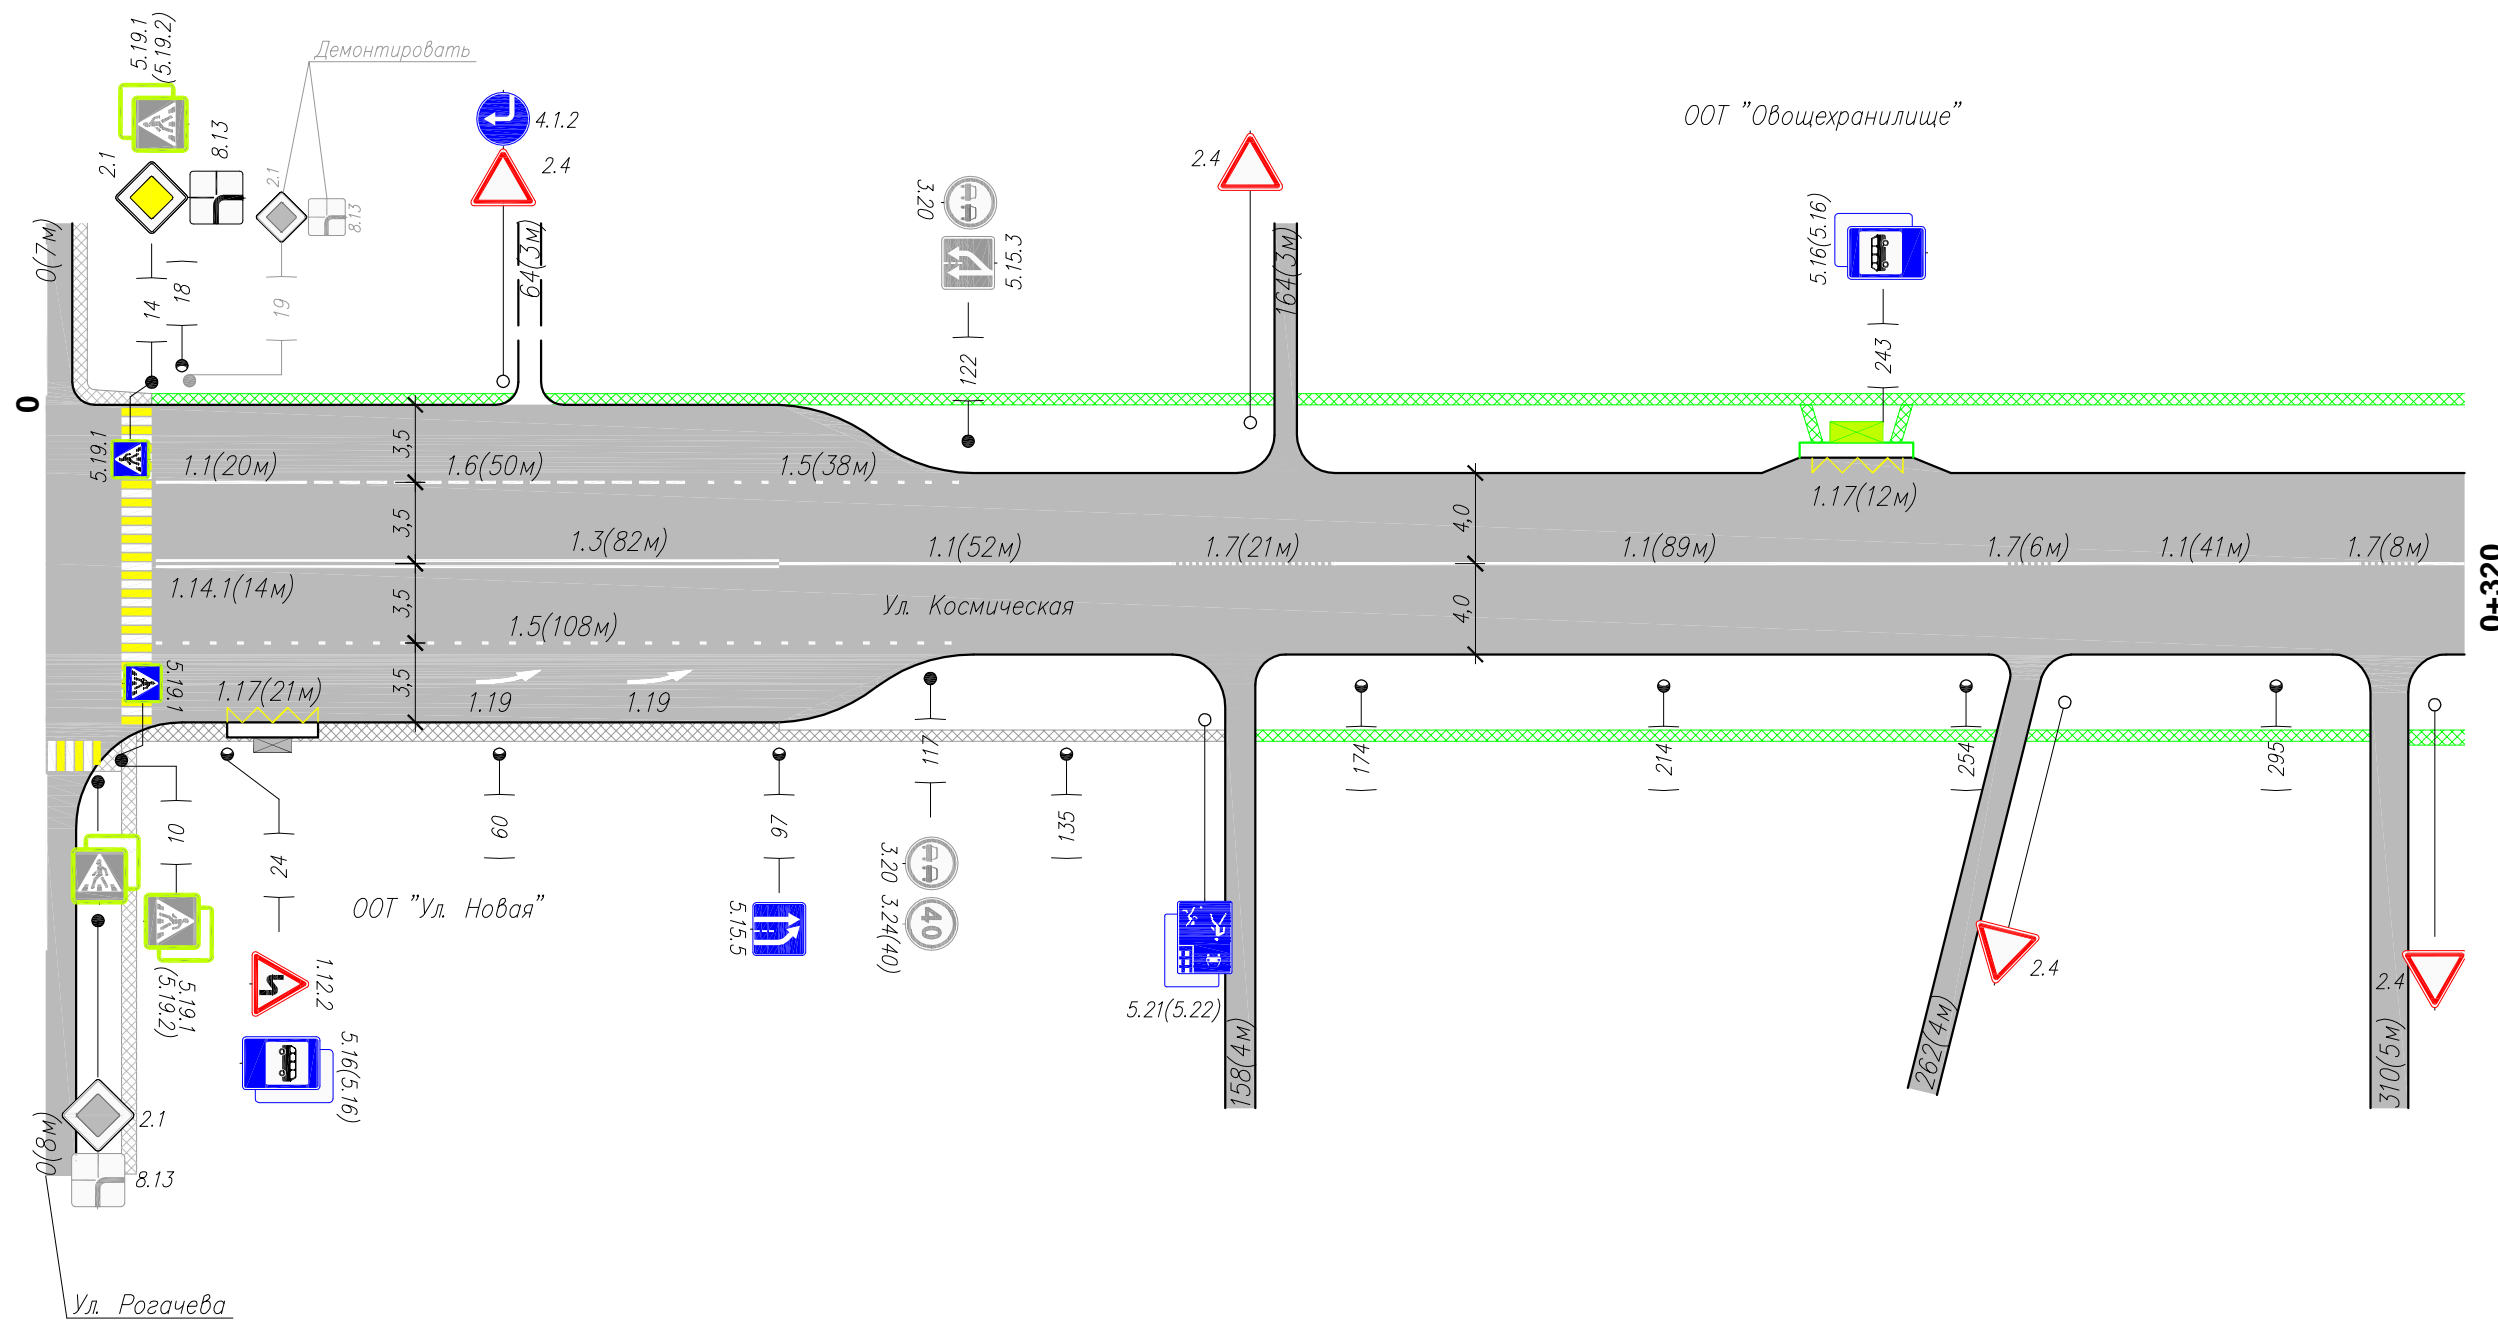 5.19.1
(5.19.2)
Демонтировать
2.1
8.13
2.1
8.13
4.1.2
2.4
3.20
5.15.3
2.4
ООТ "Овощехранилище"
5.16(5.16)
0(7м)
14
18
19
64(3м)
122
164(3м)
243
0
5.19.1
1.1(20м)
3,5
1.6(50м)
1.5(38м)
1.17(12м)
3,5
4,0
1.3(82м)
1.1(52м)
1.7(21м)
1.1(89м)
1.7(6м)
1.1(41м)
1.7(8м)
0+320
1.14.1(14м)
3,5
Ул. Космическая
4,0
1.5(108м)
5.19.1
1.17(21м)
3,5
1.19
1.19
10
24
60
97
117
135
174
214
254
295
ООТ "Ул. Новая"
5.19.1
(5.19.2)
1.12.2
5.16(5.16)
5.15.5
3.20
3.24(40)
40
5.21(5.22)
158(4м)
2.4
262(4м)
2.4
310(5м)
2.1
8.13
0(8м)
Ул. Рогачева